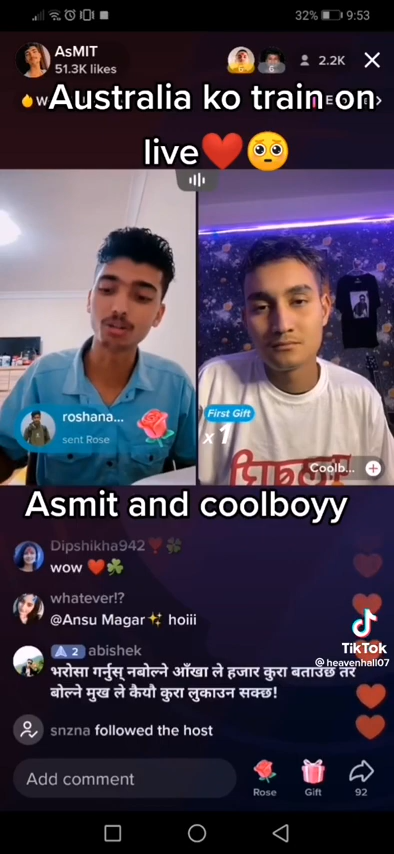 32% 9:53
AsMIT
51.3K likes
2.2K
Australia ko train on
live❤️🥺
roshana...
sent Rose
First Gift
x 1
Coolb...
Asmit and coolboyy
Dipshikha942❣️🍀
wow ❤️🍀
whatever!?
@Ansu Magar✨ hoiii
2 abishek
भरोसा गर्नुस् नबोल्ने आँखा ले हजार कुरा बताउछ तर
बोल्ने मुख ले कैयौ कुरा लुकाउन सक्छ!
snzna followed the host
TikTok
@heavenhall07
Add comment
Rose
Gift
92